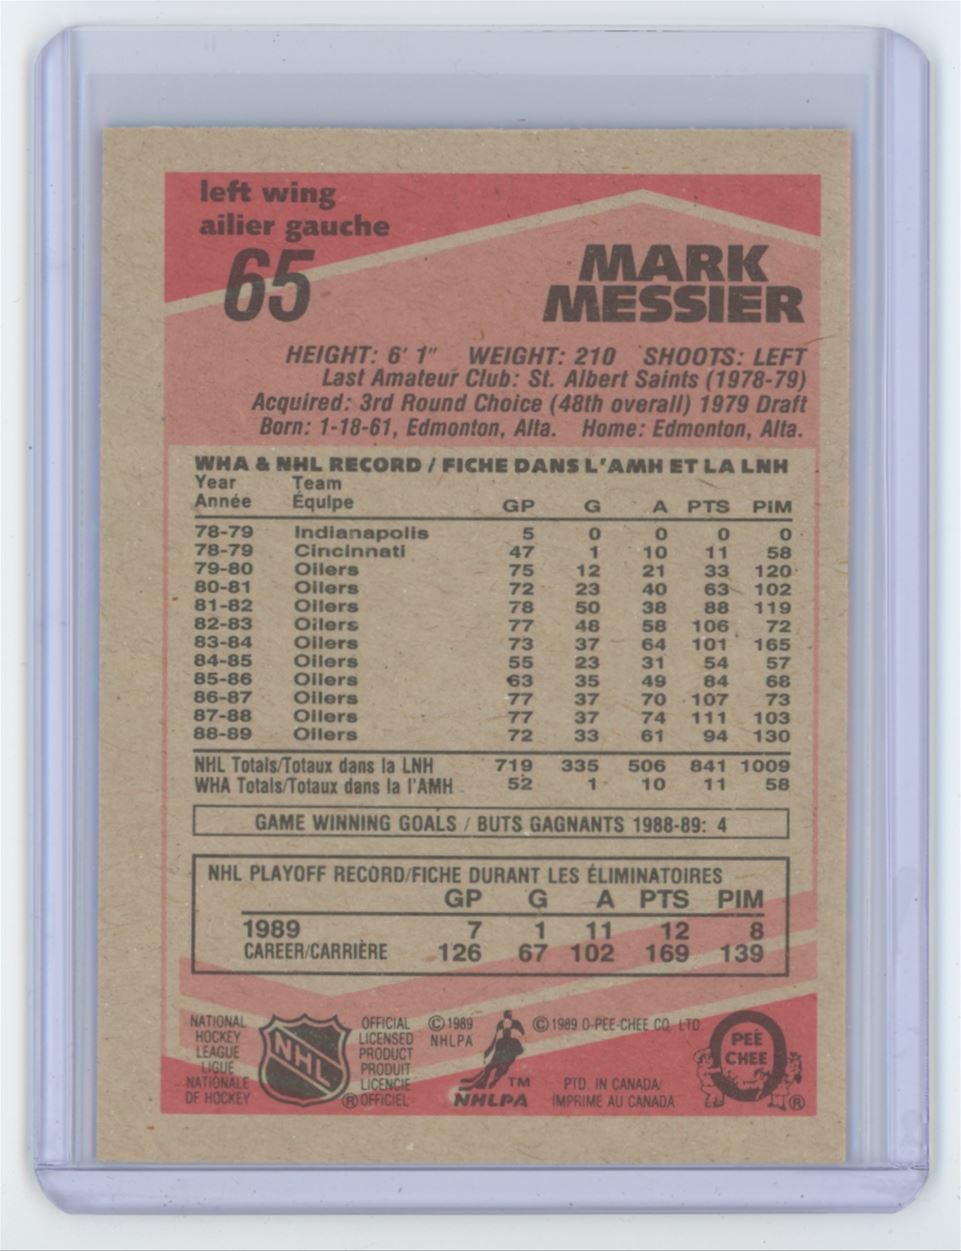 left wing
ailier gauche
65
MARK
MESSIER
HEIGHT: 6' 1" WEIGHT: 210 SHOOTS: LEFT
Last Amateur Club: St. Albert Saints (1978-79)
Acquired: 3rd Round Choice (48th overall) 1979 Draft
Born: 1-18-61, Edmonton, Alta. Home: Edmonton, Alta.
WHA & NHL RECORD / FICHE DANS L'AMH ET LA LNH
Year Team
Année Équipe GP G A PTS PIM
78-79 Indianapolis 5 0 0 0 0
78-79 Cincinnati 47 1 10 11 58
79-80 Oilers 75 12 21 33 120
80-81 Oilers 72 23 40 63 102
81-82 Oilers 78 50 38 88 119
82-83 Oilers 77 48 58 106 72
83-84 Oilers 73 37 64 101 165
84-85 Oilers 55 23 31 54 57
85-86 Oilers 63 35 49 84 68
86-87 Oilers 77 37 70 107 73
87-88 Oilers 77 37 74 111 103
88-89 Oilers 72 33 61 94 130
NHL Totals/Totaux dans la LNH 719 335 506 841 1009
WHA Totals/Totaux dans la l'AMH 52 1 10 11 58
GAME WINNING GOALS / BUTS GAGNANTS 1988-89: 4
NHL PLAYOFF RECORD/FICHE DURANT LES ÉLIMINATOIRES
GP G A PTS PIM
1989 7 1 11 12 8
CAREER/CARRIÈRE 126 67 102 169 139
NATIONAL
HOCKEY
LEAGUE
LIGUE
NATIONALE
DE HOCKEY
NHL
OFFICIAL
LICENSED
PRODUCT
PRODUIT
LICENCIE
® OFFICIEL
© 1989
NHLPA
TM
NHLPA
© 1989 O-PEE-CHEE CO. LTD
PTD. IN CANADA/
IMPRIME AU CANADA
O
PEE
CHEE
®